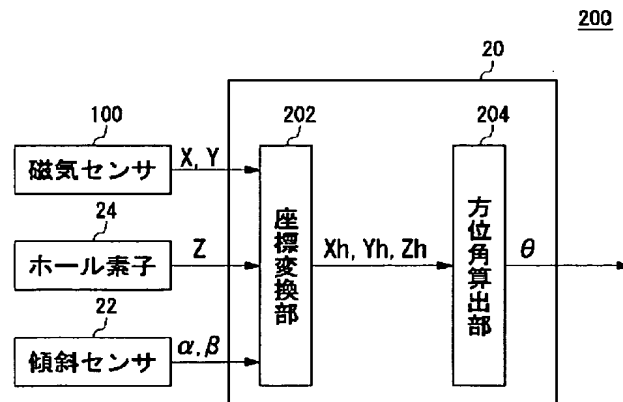 200
20
100
磁気センサ
X, Y
202
座標変換部
204
方位角算出部
24
ホール素子
Z
Xh, Yh, Zh
θ
22
傾斜センサ
α, β